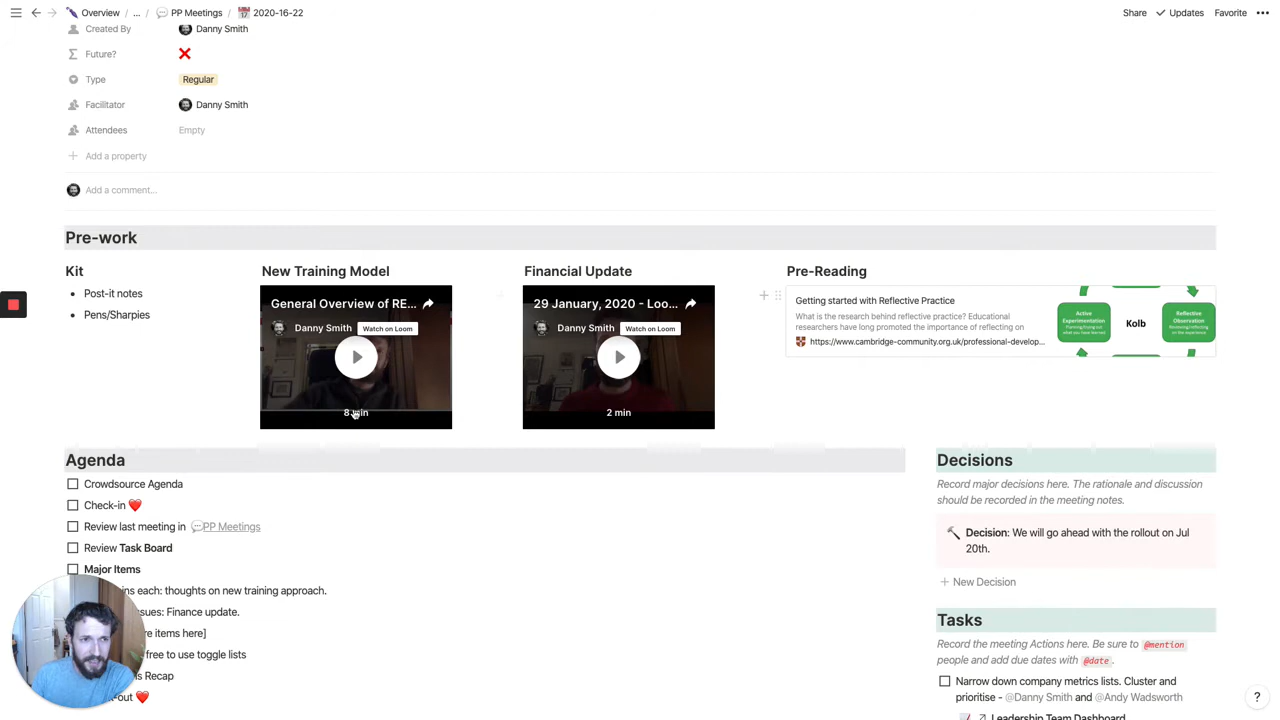 Overview / ... / PP Meetings / 2020-16-22
Share Updates Favorite
Created By Danny Smith
Future?
Type Regular
Facilitator Danny Smith
Attendees Empty
Add a property
Add a comment...
Pre-work
Kit
Post-it notes
Pens/Sharpies
New Training Model
General Overview of RE...
Danny Smith Watch on Loom
8 min
Financial Update
29 January, 2020 - Loo...
Danny Smith Watch on Loom
2 min
Pre-Reading
Getting started with Reflective Practice
What is the research behind reflective practice? Educational
researchers have long promoted the importance of reflecting on
https://www.cambridge-community.org.uk/professional-develop...
Active
Experimentation
Kolb
Reflective
Observation
Agenda
Crowdsource Agenda
Check-in
Review last meeting in PP Meetings
Review Task Board
Major Items
each: thoughts on new training approach.
Finance update.
items here]
free to use toggle lists
Recap
Decisions
Record major decisions here. The rationale and discussion
should be recorded in the meeting notes.
Decision: We will go ahead with the rollout on Jul
20th.
New Decision
Tasks
Record the meeting Actions here. Be sure to @mention
people and add due dates with @date.
Narrow down company metrics lists. Cluster and
prioritise - @Danny Smith and @Andy Wadsworth
Leadership Team Dashboard
?